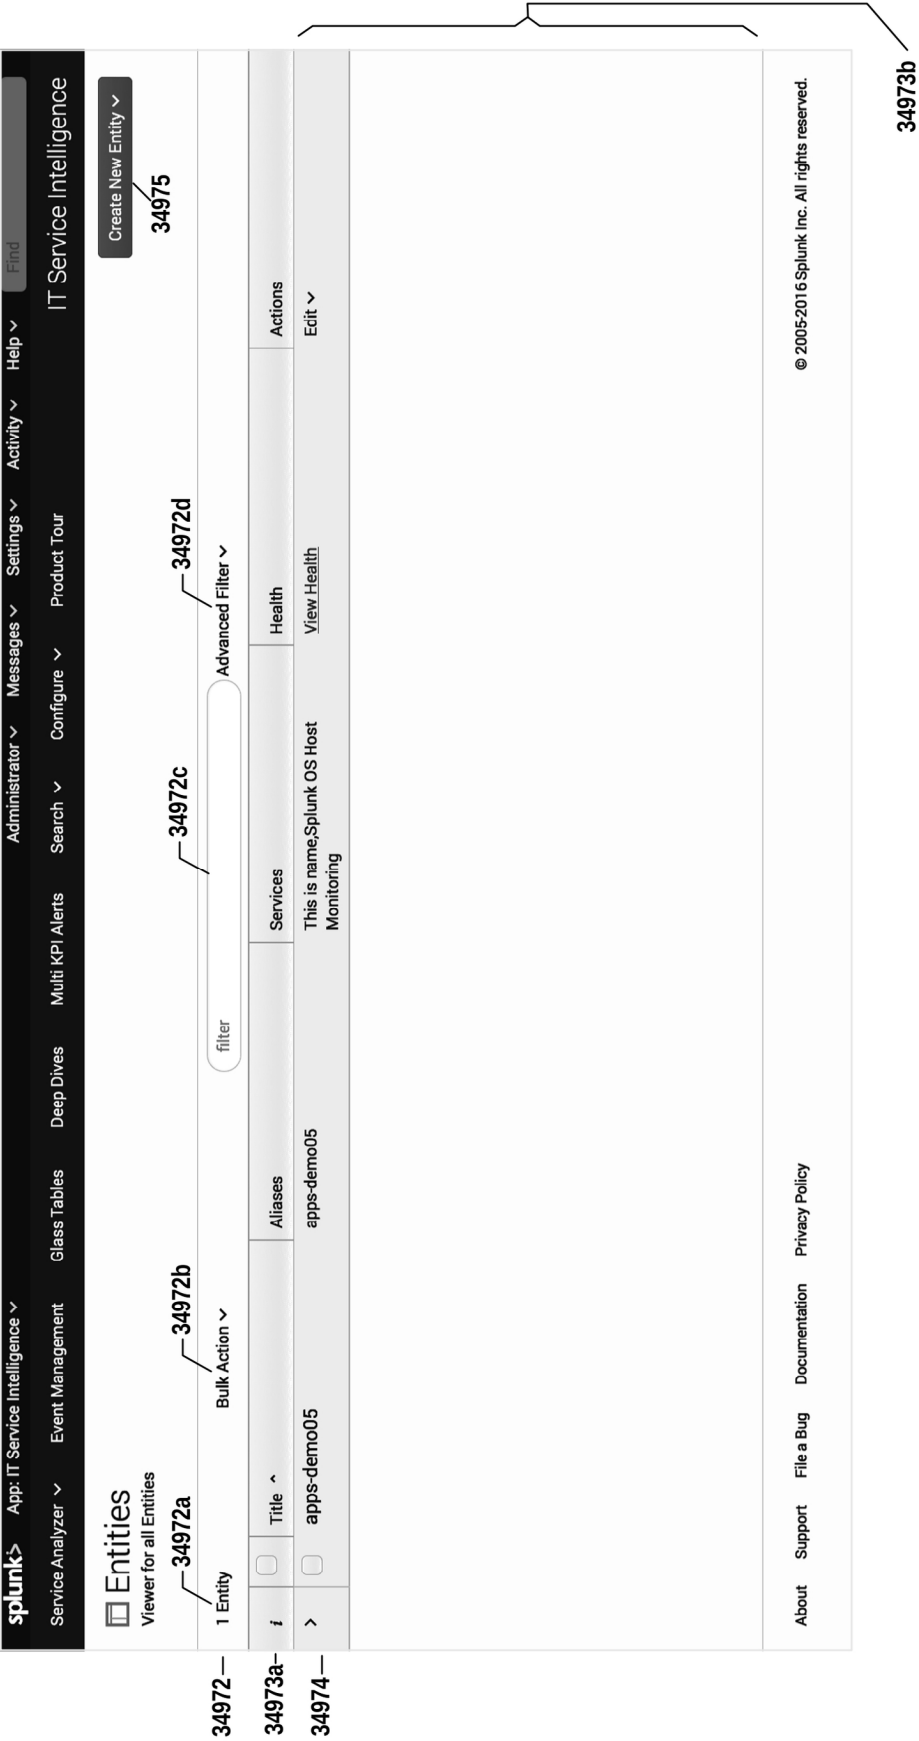 splunk> App: IT Service Intelligence Administrator Messages Settings Activity Help Find
Service Analyzer Event Management Glass Tables Deep Dives Multi KPI Alerts Search Configure Product Tour IT Service Intelligence
Entities
Viewer for all Entities
Create New Entity
34975
34972a
34972b
34972c
34972d
34972
1 Entity Bulk Action filter Advanced Filter
34973a
i Title Aliases Services Health Actions
34974
> apps-demo05 apps-demo05 This is name,Splunk OS Host View Health Edit
Monitoring
About Support File a Bug Documentation Privacy Policy © 2005-2016 Splunk Inc. All rights reserved.
34973b